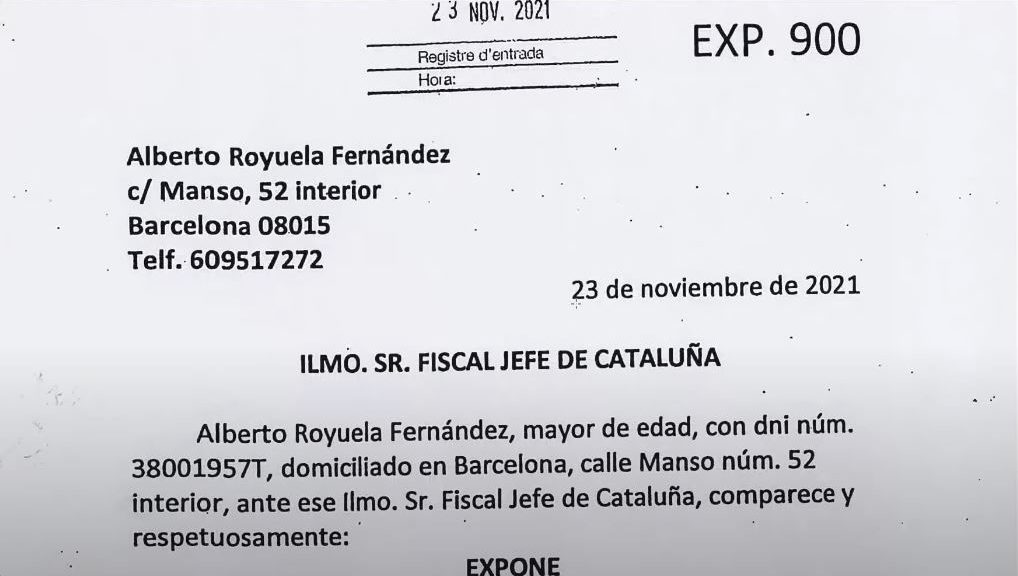 23 NOV. 2021
EXP. 900
Registre d'entrada
Hora:
Alberto Royuela Fernández
c/ Manso, 52 interior
Barcelona 08015
Telf. 609517272
23 de noviembre de 2021
ILMO. SR. FISCAL JEFE DE CATALUÑA
Alberto Royuela Fernández, mayor de edad, con dni núm.
38001957T, domiciliado en Barcelona, calle Manso núm. 52
interior, ante ese Ilmo. Sr. Fiscal Jefe de Cataluña, comparece y
respetuosamente:
EXPONE